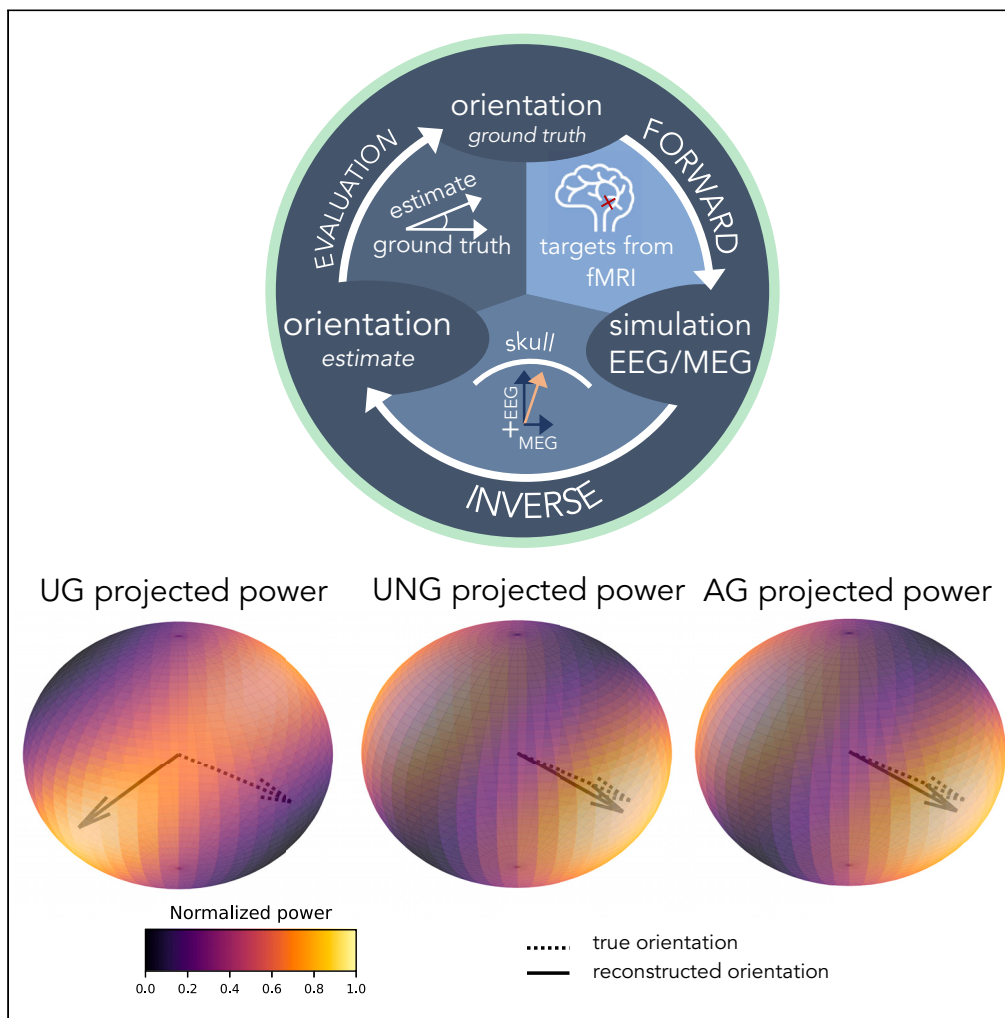 orientation
ground truth
FORWARD
EVALUATION
estimate
ground truth
targets from
fMRI
orientation
estimate
simulation
EEG/MEG
skull
+EEG
MEG
INVERSE
UG projected power
UNG projected power
AG projected power
Normalized power
0.0 0.2 0.4 0.6 0.8 1.0
true orientation
reconstructed orientation